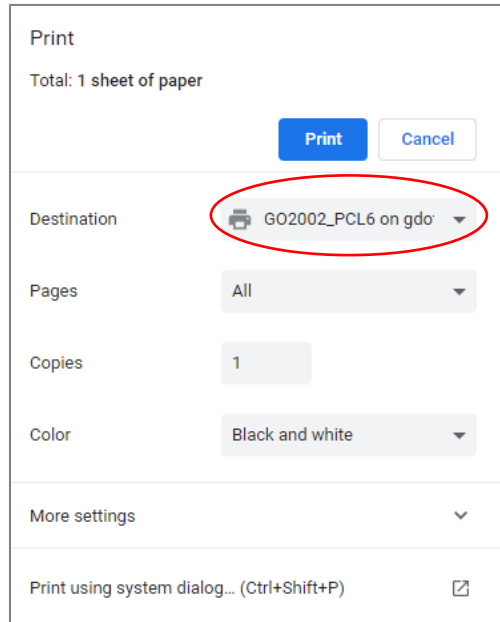 Print
Total: 1 sheet of paper
Print Cancel
Destination GO2002_PCL6 on gdo
Pages All
Copies 1
Color Black and white
More settings
Print using system dialog... (Ctrl+Shift+P)